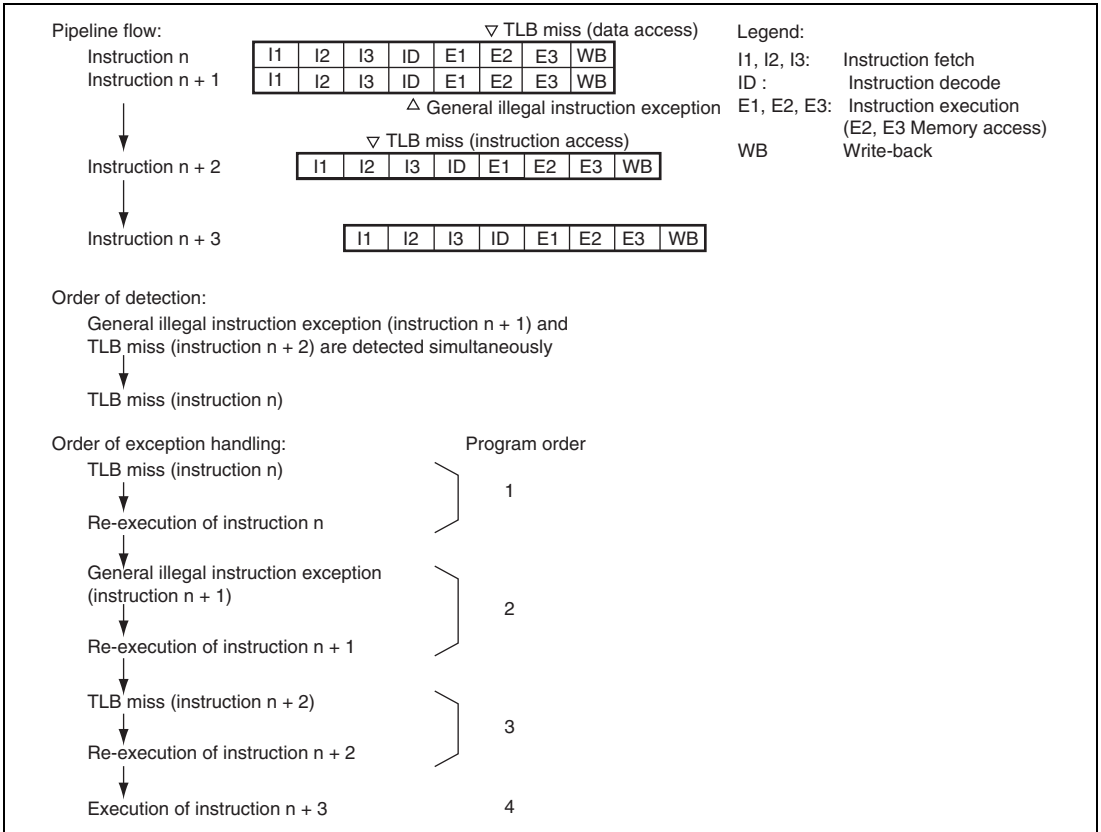 Pipeline flow:
▽ TLB miss (data access)
Instruction n
I1 I2 I3 ID E1 E2 E3 WB
Instruction n + 1
I1 I2 I3 ID E1 E2 E3 WB
△ General illegal instruction exception
▽ TLB miss (instruction access)
Instruction n + 2
I1 I2 I3 ID E1 E2 E3 WB
Instruction n + 3
I1 I2 I3 ID E1 E2 E3 WB
Legend:
I1, I2, I3: Instruction fetch
ID : Instruction decode
E1, E2, E3: Instruction execution
(E2, E3 Memory access)
WB Write-back
Order of detection:
General illegal instruction exception (instruction n + 1) and
TLB miss (instruction n + 2) are detected simultaneously
TLB miss (instruction n)
Order of exception handling:
Program order
TLB miss (instruction n)
1
Re-execution of instruction n
General illegal instruction exception
(instruction n + 1)
2
Re-execution of instruction n + 1
TLB miss (instruction n + 2)
3
Re-execution of instruction n + 2
Execution of instruction n + 3
4